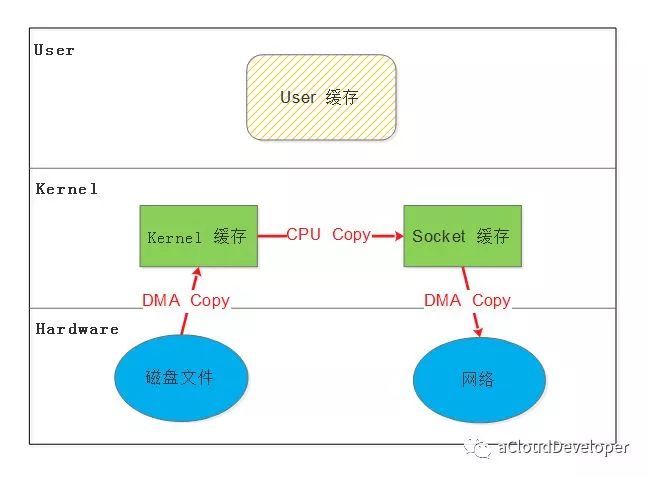 User
User 缓存
Kernel
Kernel 缓存
CPU Copy
Socket 缓存
DMA Copy
DMA Copy
Hardware
磁盘文件
网络
aCloudDeveloper